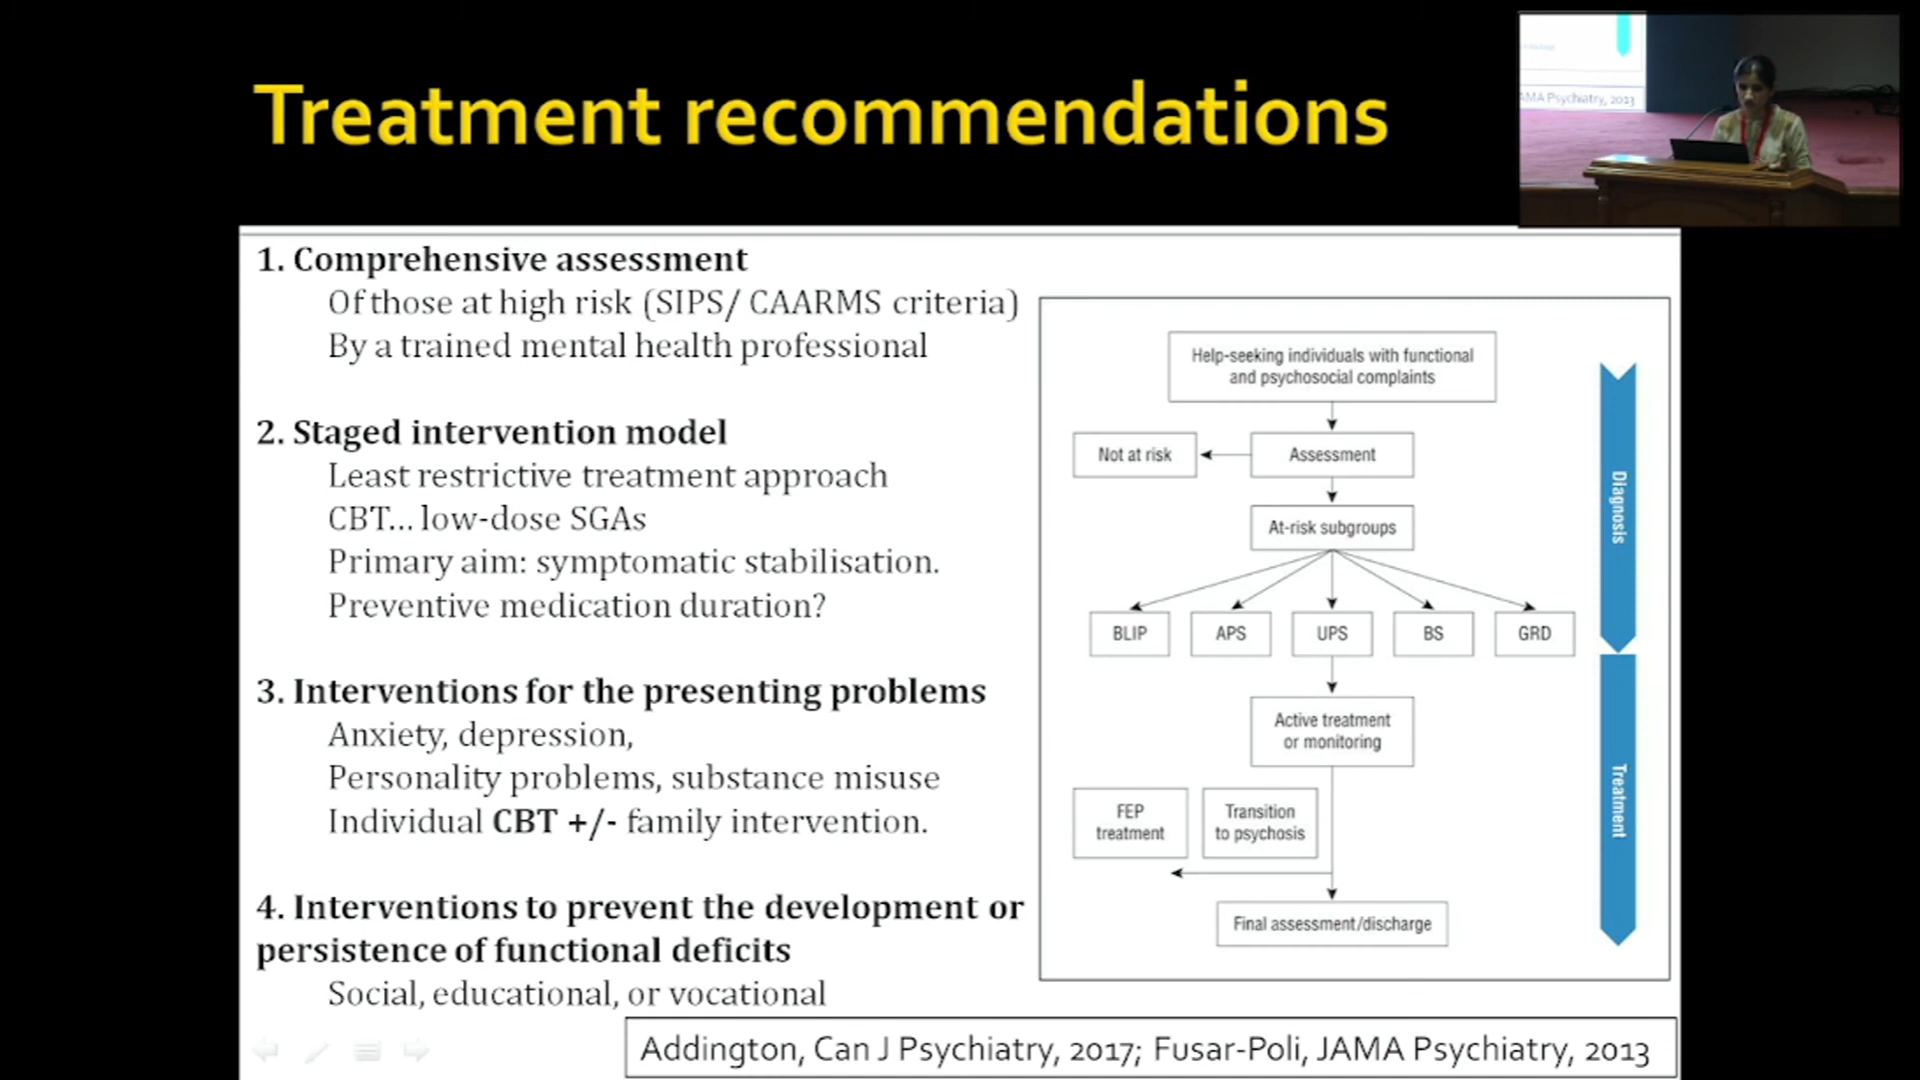 Treatment recommendations
AMA Psychiatry, 2013
1. Comprehensive assessment
Of those at high risk (SIPS/ CAARMS criteria)
By a trained mental health professional
2. Staged intervention model
Least restrictive treatment approach
CBT... low-dose SGAs
Primary aim: symptomatic stabilisation.
Preventive medication duration?
3. Interventions for the presenting problems
Anxiety, depression,
Personality problems, substance misuse
Individual CBT +/- family intervention.
4. Interventions to prevent the development or
persistence of functional deficits
Social, educational, or vocational
Help-seeking individuals with functional
and psychosocial complaints
Not at risk
Assessment
At-risk subgroups
BLIP
APS
UPS
BS
GRD
Active treatment
or monitoring
FEP
treatment
Transition
to psychosis
Final assessment/discharge
Diagnosis
Treatment
Addington, Can J Psychiatry, 2017; Fusar-Poli, JAMA Psychiatry, 2013